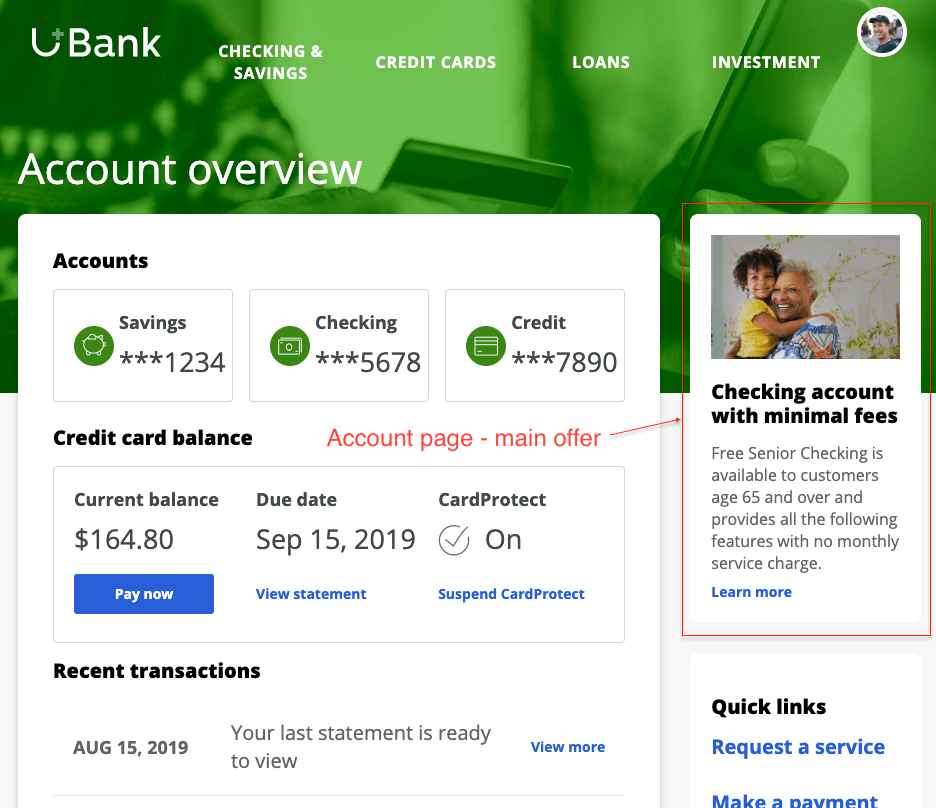 U+Bank
CHECKING &
SAVINGS
CREDIT CARDS
LOANS
INVESTMENT
Account overview
Accounts
Savings
***1234
Checking
***5678
Credit
***7890
Credit card balance
Account page - main offer
Current balance
$164.80
Pay now
Due date
Sep 15, 2019
View statement
CardProtect
On
Suspend CardProtect
Recent transactions
AUG 15, 2019
Your last statement is ready
to view
View more
Checking account
with minimal fees
Free Senior Checking is
available to customers
age 65 and over and
provides all the following
features with no monthly
service charge.
Learn more
Quick links
Request a service
Make a payment